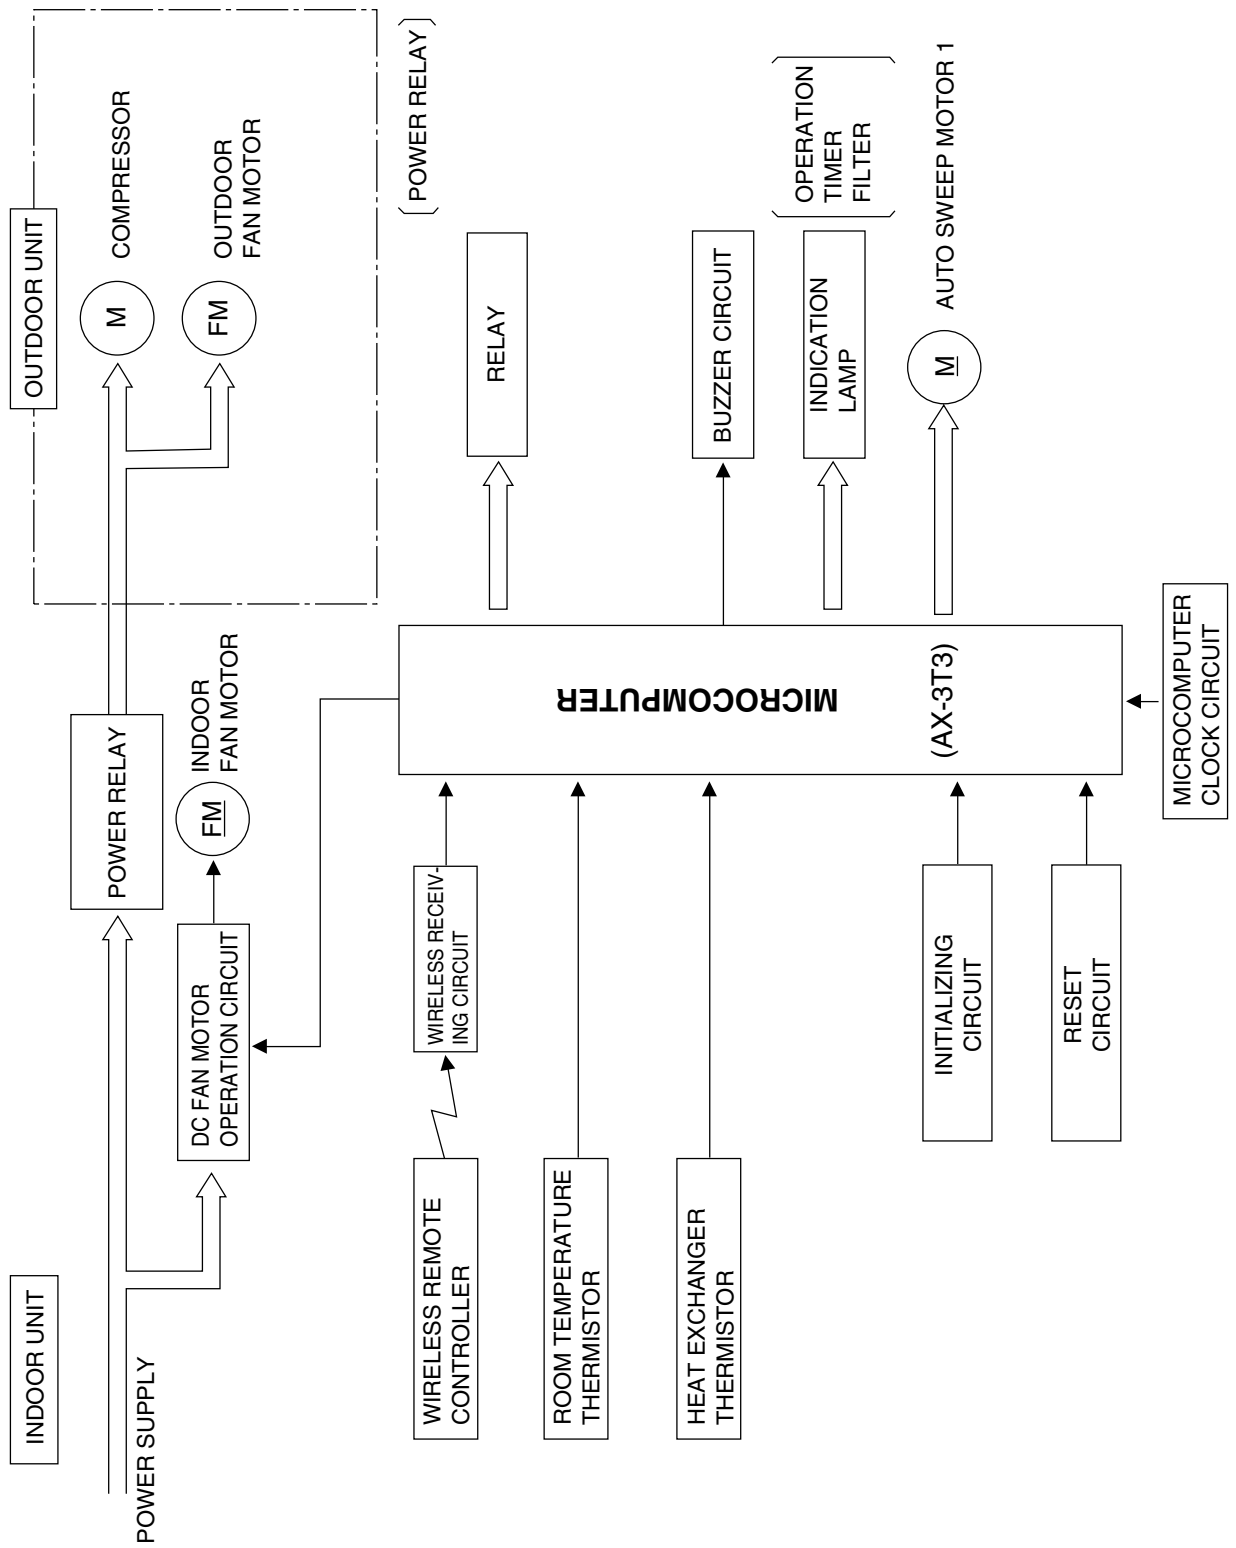 INDOOR UNIT
OUTDOOR UNIT
POWER SUPPLY
POWER RELAY
M
COMPRESSOR
DC FAN MOTOR
OPERATION CIRCUIT
FM
INDOOR
FAN MOTOR
FM
OUTDOOR
FAN MOTOR
WIRELESS REMOTE
CONTROLLER
WIRELESS RECEIV-
ING CIRCUIT
ROOM TEMPERATURE
THERMISTOR
HEAT EXCHANGER
THERMISTOR
INITIALIZING
CIRCUIT
RESET
CIRCUIT
MICROCOMPUTER
(AX-3T3)
MICROCOMPUTER
CLOCK CIRCUIT
RELAY
(POWER RELAY)
BUZZER CIRCUIT
INDICATION
LAMP
OPERATION
TIMER
FILTER
M
AUTO SWEEP MOTOR 1